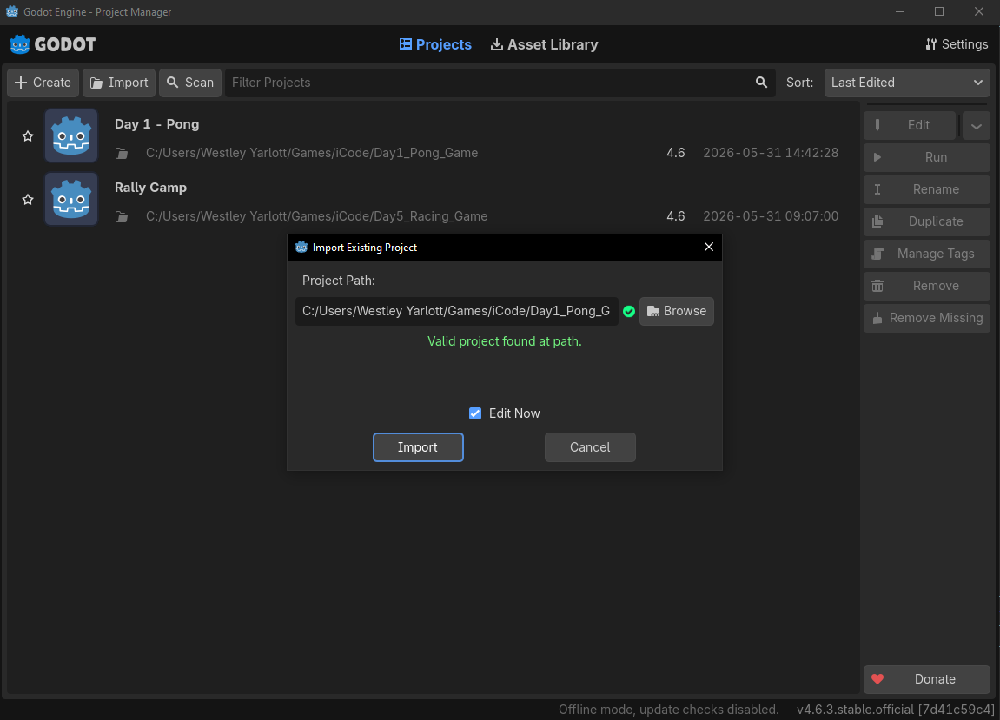 Godot Engine - Project Manager
GODOT
Projects
Asset Library
Settings
Create
Import
Scan
Filter Projects
Sort:
Last Edited
Day 1 - Pong
C:/Users/Westley Yarlott/Games/iCode/Day1_Pong_Game
4.6
2026-05-31 14:42:28
Rally Camp
C:/Users/Westley Yarlott/Games/iCode/Day5_Racing_Game
4.6
2026-05-31 09:07:00
Edit
Run
Rename
Duplicate
Manage Tags
Remove
Remove Missing
Import Existing Project
Project Path:
C:/Users/Westley Yarlott/Games/iCode/Day1_Pong_G
Browse
Valid project found at path.
Edit Now
Import
Cancel
Donate
Offline mode, update checks disabled.
v4.6.3.stable.official [7d41c59c4]